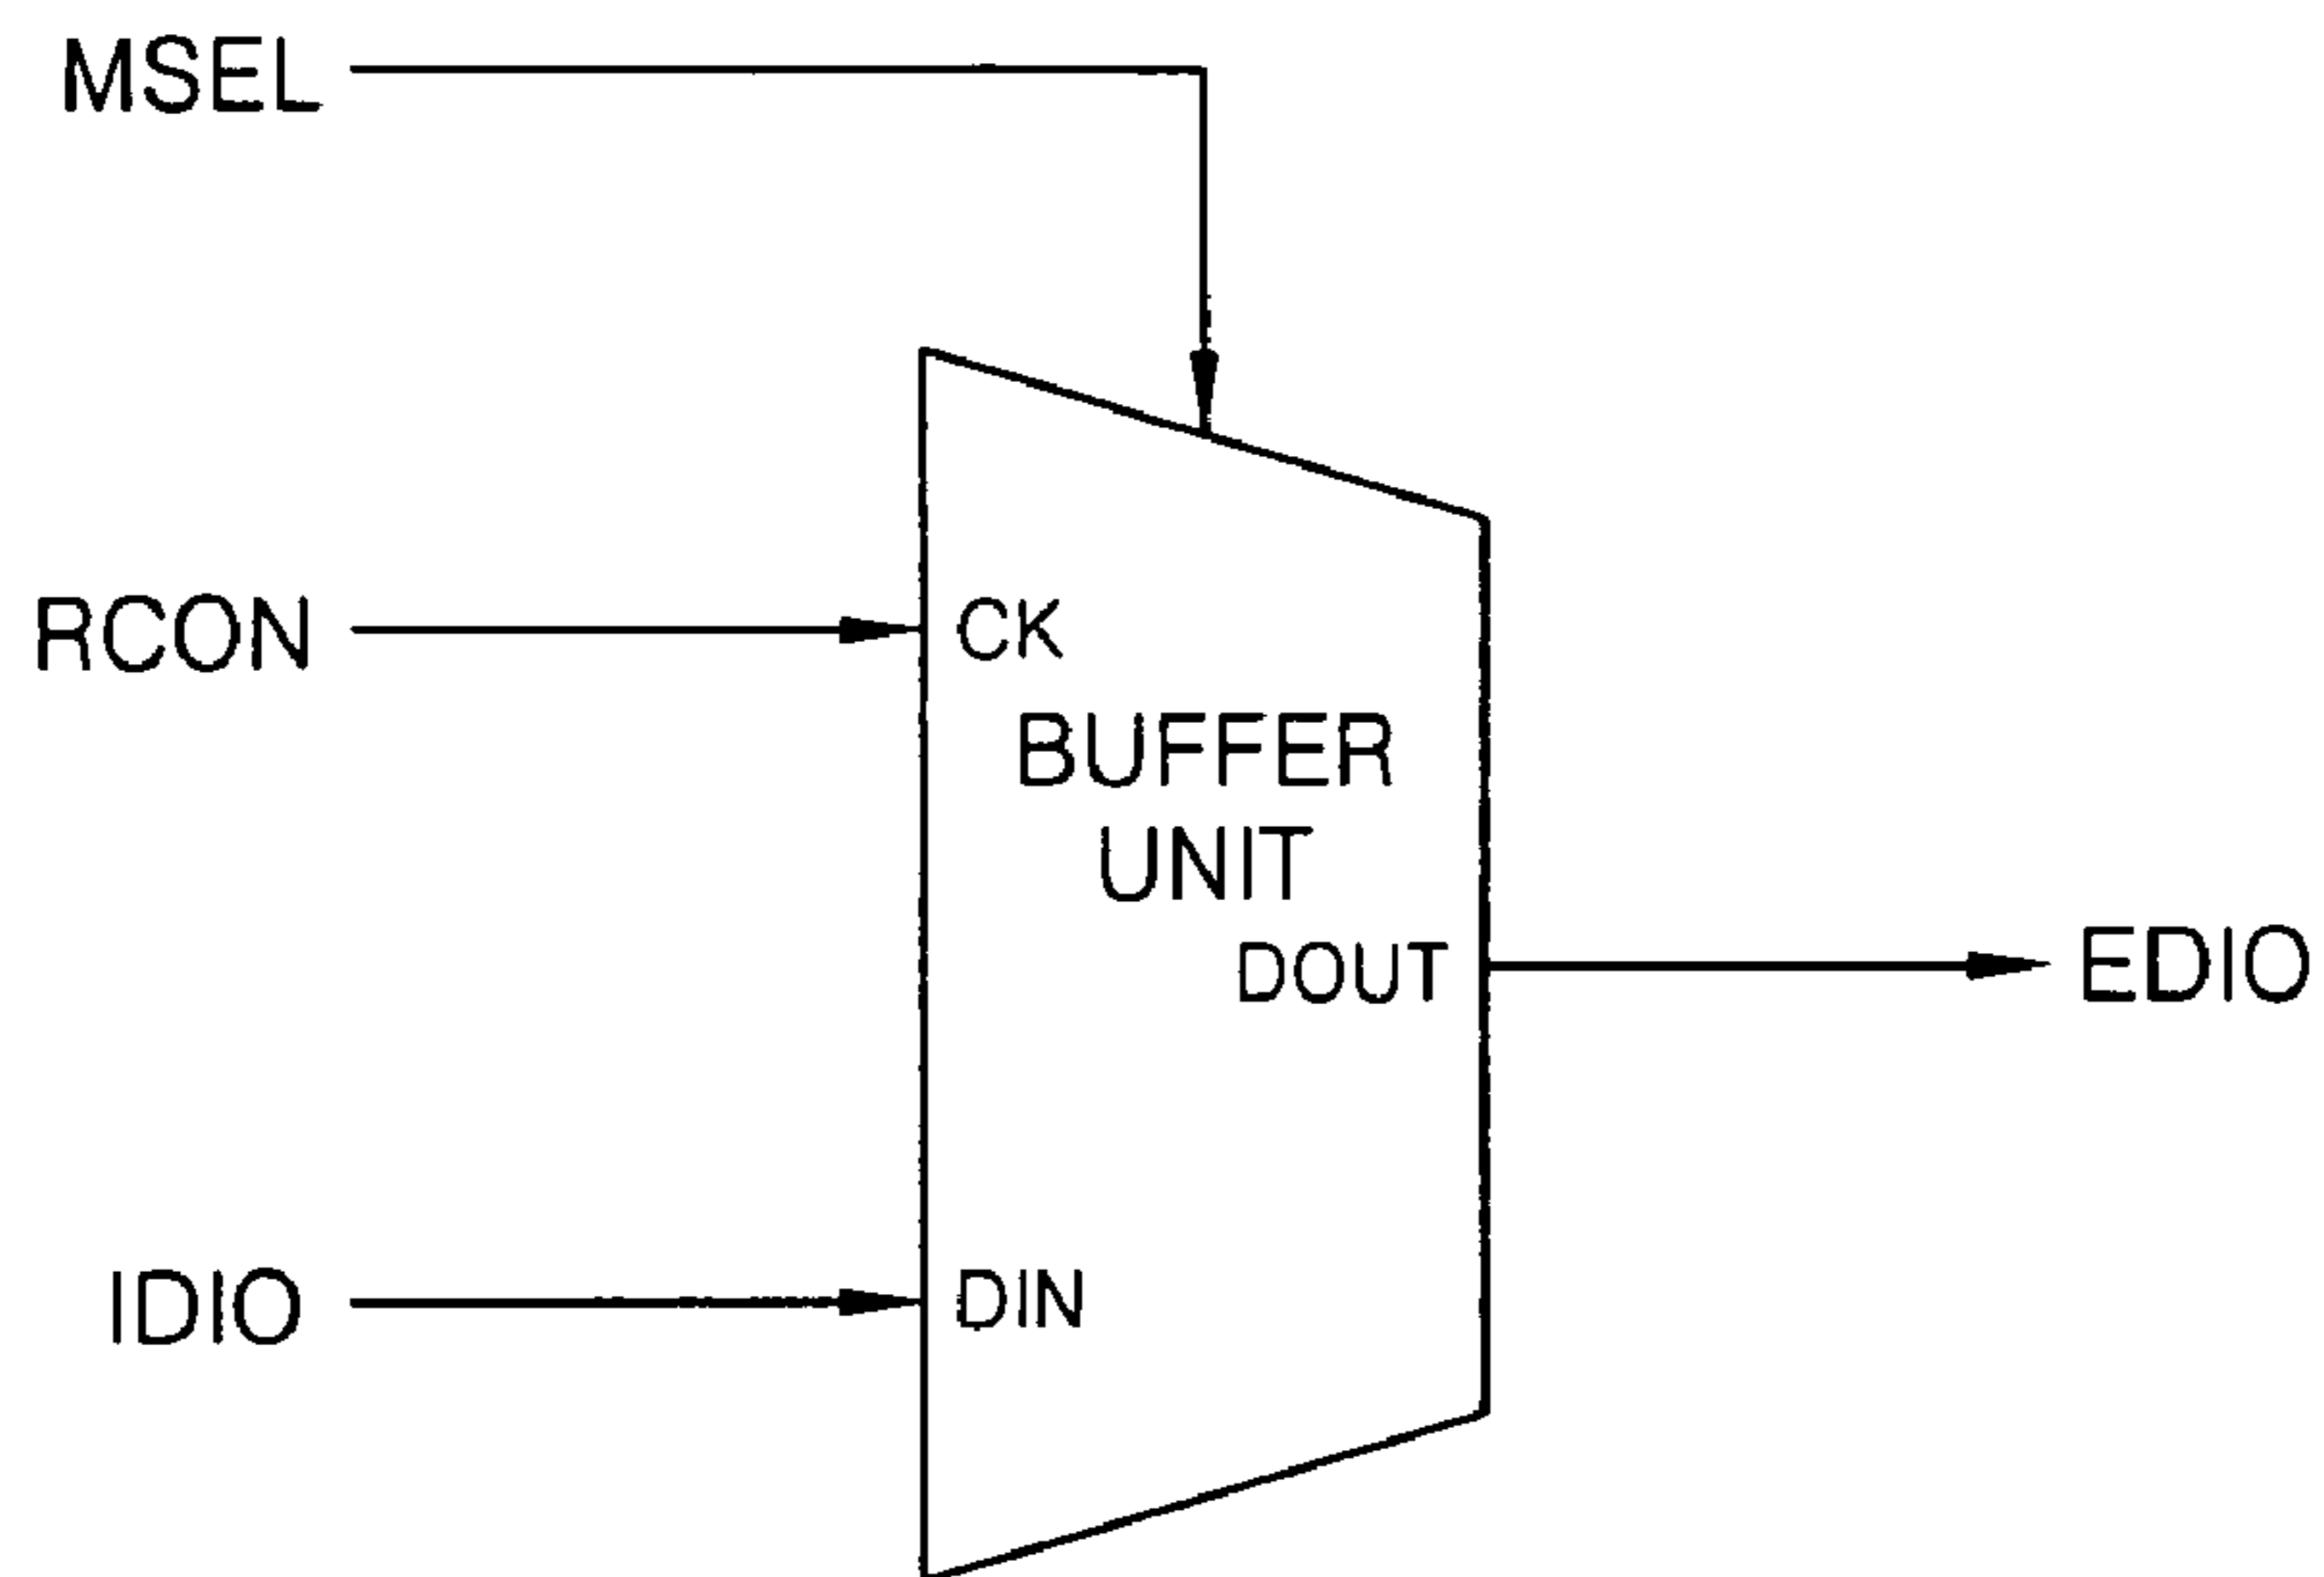 MSEL
RCON
CK
BUFFER
UNIT
DOUT
EDIO
IDIO
DIN